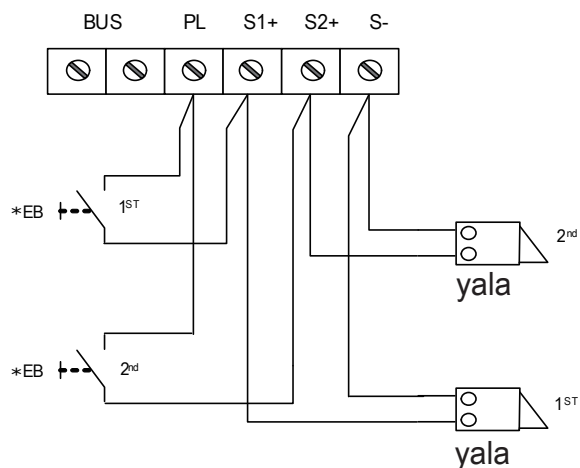 BUS PL S1+ S2+ S-
*EB 1ST
2nd
yala
*EB 2nd
1ST
yala